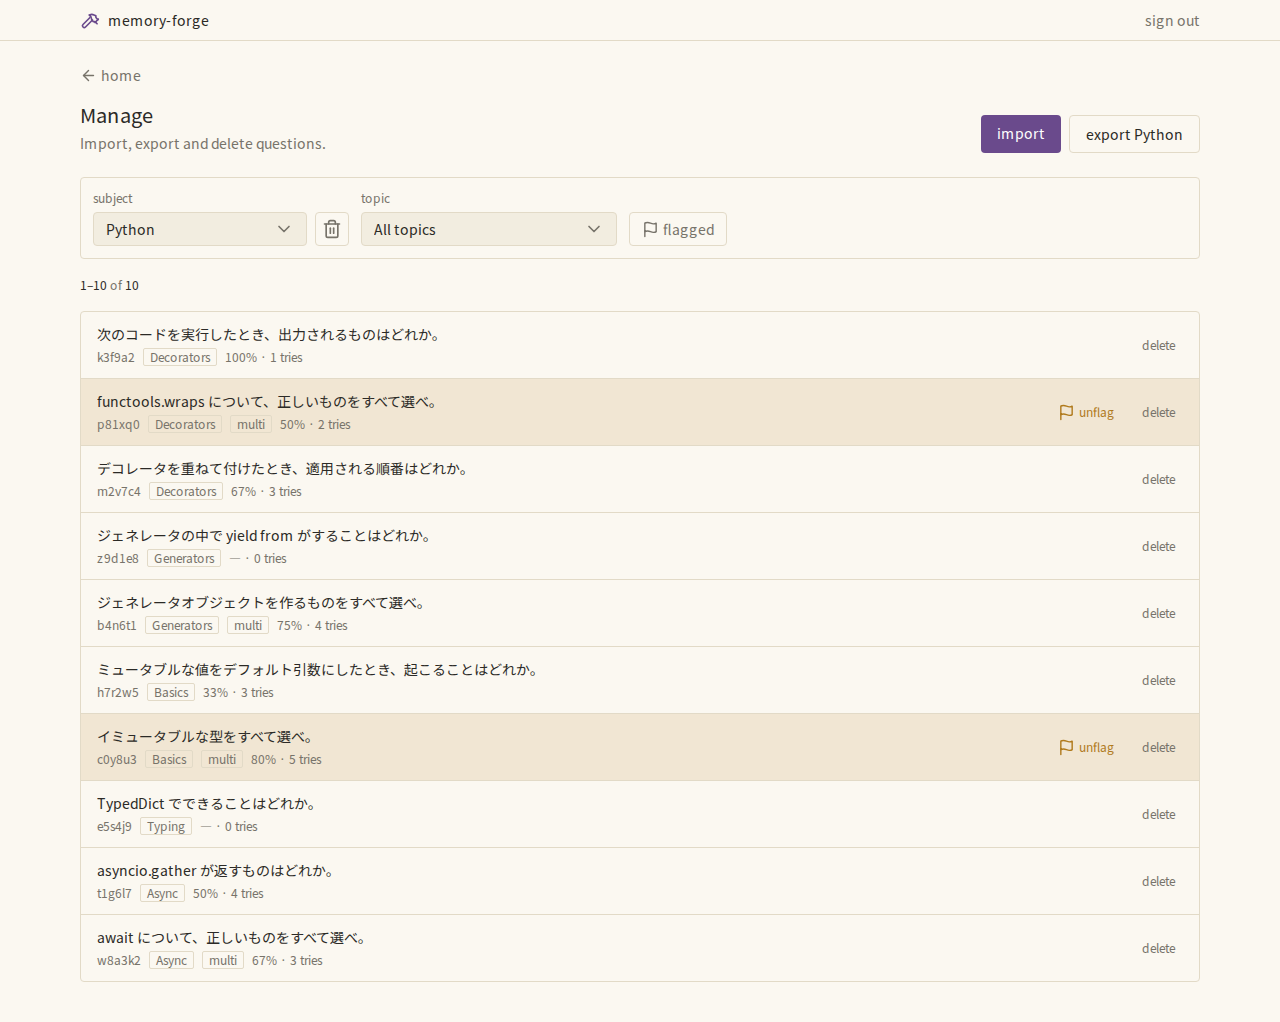 memory-forge
sign out
home
Manage
Import, export and delete questions.
import
export Python
subject
topic
Python
All topics
flagged
1–10 of 10
次のコードを実行したとき、出力されるものはどれか。
k3f9a2 Decorators 100% · 1 tries
delete
functools.wraps について、正しいものをすべて選べ。
p81xq0 Decorators multi 50% · 2 tries
unflag delete
デコレータを重ねて付けたとき、適用される順番はどれか。
m2v7c4 Decorators 67% · 3 tries
delete
ジェネレータの中で yield from がすることはどれか。
z9d1e8 Generators — · 0 tries
delete
ジェネレータオブジェクトを作るものをすべて選べ。
b4n6t1 Generators multi 75% · 4 tries
delete
ミュータブルな値をデフォルト引数にしたとき、起こることはどれか。
h7r2w5 Basics 33% · 3 tries
delete
イミュータブルな型をすべて選べ。
c0y8u3 Basics multi 80% · 5 tries
unflag delete
TypedDict でできることはどれか。
e5s4j9 Typing — · 0 tries
delete
asyncio.gather が返すものはどれか。
t1g6l7 Async 50% · 4 tries
delete
await について、正しいものをすべて選べ。
w8a3k2 Async multi 67% · 3 tries
delete